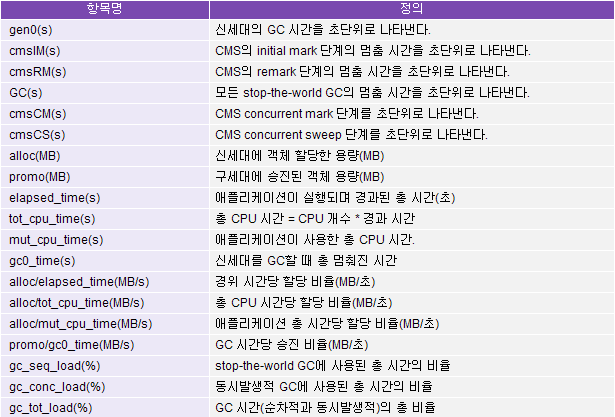 항목명 정의
gen0(s) 신세대의 GC 시간을 초단위로 나타낸다.
cmsIM(s) CMS의 initial mark 단계의 멈춤 시간을 초단위로 나타낸다.
cmsRM(s) CMS의 remark 단계의 멈춤 시간을 초단위로 나타낸다.
GC(s) 모든 stop-the-world GC의 멈춤 시간을 초단위로 나타낸다.
cmsCM(s) CMS concurrent mark 단계를 초단위로 나타낸다.
cmsCS(s) CMS concurrent sweep 단계를 초단위로 나타낸다.
alloc(MB) 신세대에 객체 할당한 용량(MB)
promo(MB) 구세대에 승진된 객체 용량(MB)
elapsed_time(s) 애플리케이션이 실행되며 경과된 총 시간(초)
tot_cpu_time(s) 총 CPU 시간 = CPU 개수 * 경과 시간
mut_cpu_time(s) 애플리케이션이 사용한 총 CPU 시간.
gc0_time(s) 신세대를 GC할 때 총 멈춰진 시간
alloc/elapsed_time(MB/s) 경위 시간당 할당 비율(MB/초)
alloc/tot_cpu_time(MB/s) 총 CPU 시간당 할당 비율(MB/초)
alloc/mut_cpu_time(MB/s) 애플리케이션 총 시간당 할당 비율(MB/초)
promo/gc0_time(MB/s) GC 시간당 승진 비율(MB/초)
gc_seq_load(%) stop-the-world GC에 사용된 총 시간의 비율
gc_conc_load(%) 동시발생적 GC에 사용된 총 시간의 비율
gc_tot_load(%) GC 시간(순차적과 동시발생적)의 총 비율